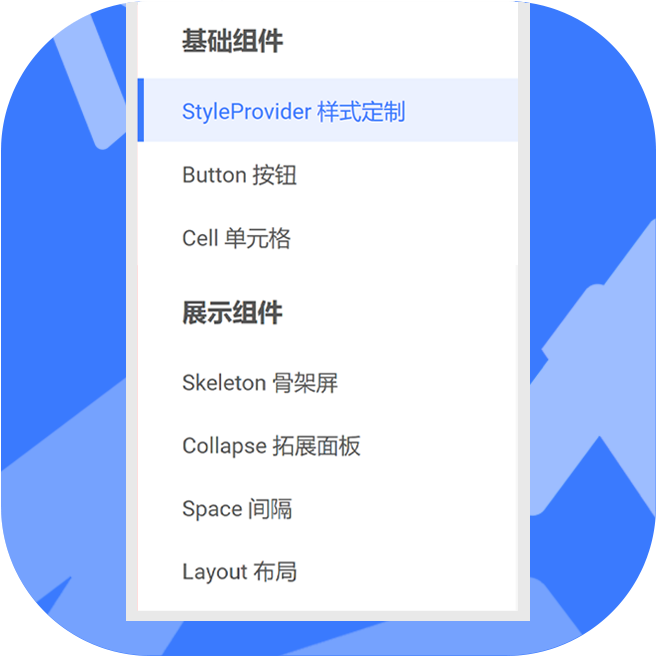 基础组件
StyleProvider 样式定制
Button 按钮
Cell 单元格
展示组件
Skeleton 骨架屏
Collapse 拓展面板
Space 间隔
Layout 布局